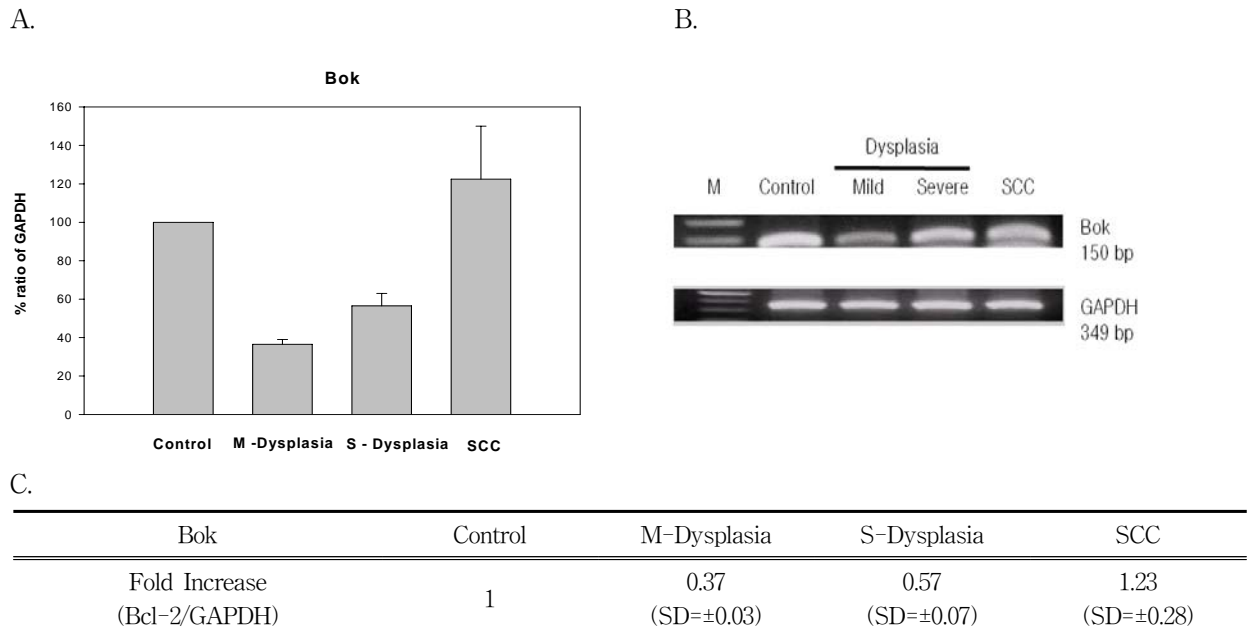 A.
Bok
160
140
120
100
80
60
40
20
0
% ratio of GAPDH
Control M -Dysplasia S - Dysplasia SCC
B.
Dysplasia
M Control Mild Severe SCC
Bok
150 bp
GAPDH
349 bp
C.
Bok Control M-Dysplasia S-Dysplasia SCC
Fold Increase
(Bcl-2/GAPDH)
1
0.37
(SD=±0.03)
0.57
(SD=±0.07)
1.23
(SD=±0.28)